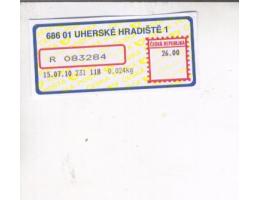 686 01 UHERSKÉ HRADIŠTĚ 1
ČESKÁ REPUBLIKA
R 083284
26.00
15.07.10 231 118 0.024kg